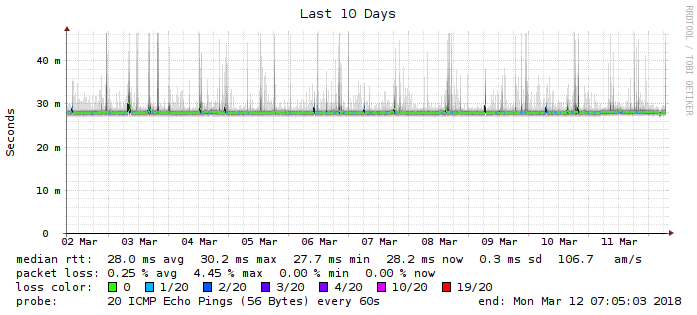 Last 10 Days
RRDTOOL / TOBI OETIKER
Seconds
40 m
30 m
20 m
10 m
0
02 Mar 03 Mar 04 Mar 05 Mar 06 Mar 07 Mar 08 Mar 09 Mar 10 Mar 11 Mar
median rtt: 28.0 ms avg 30.2 ms max 27.7 ms min 28.2 ms now 0.3 ms sd 106.7 am/s
packet loss: 0.25 % avg 4.45 % max 0.00 % min 0.00 % now
loss color: 0 1/20 2/20 3/20 4/20 10/20 19/20
probe: 20 ICMP Echo Pings (56 Bytes) every 60s end: Mon Mar 12 07:05:03 2018